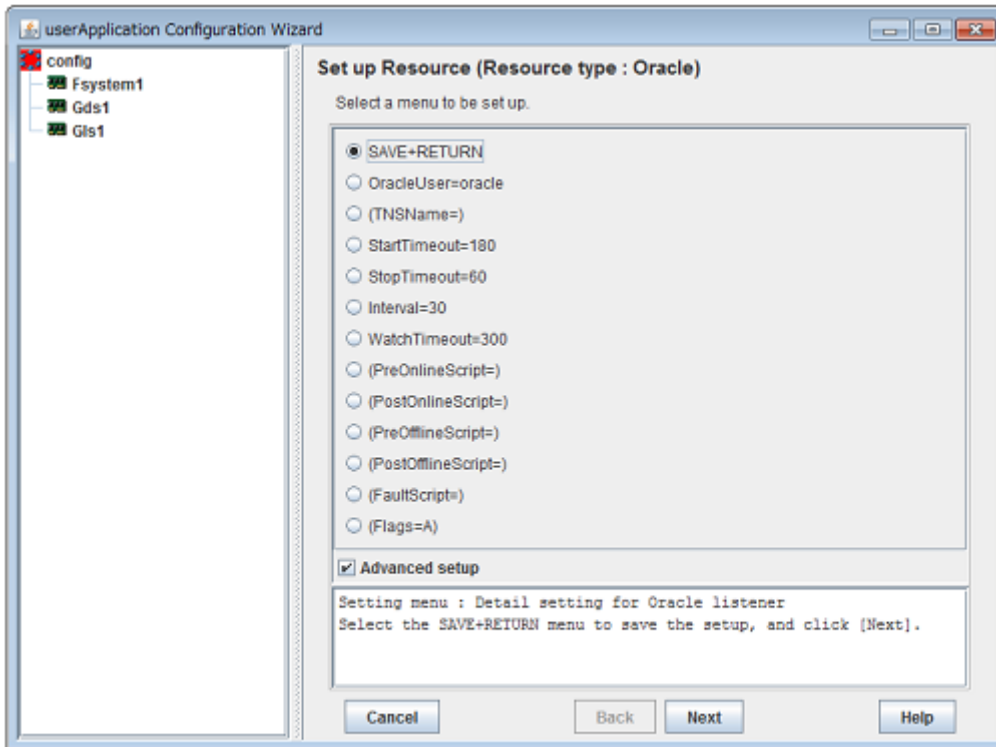 userApplication Configuration Wizard
config
Fsystem1
Gds1
Gls1
Set up Resource (Resource type : Oracle)
Select a menu to be set up.
SAVE+RETURN
OracleUser=oracle
(TNSName=)
StartTimeout=180
StopTimeout=60
Interval=30
WatchTimeout=300
(PreOnlineScript=)
(PostOnlineScript=)
(PreOfflineScript=)
(PostOfflineScript=)
(FaultScript=)
(Flags=A)
Advanced setup
Setting menu : Detail setting for Oracle listener
Select the SAVE+RETURN menu to save the setup, and click [Next].
Cancel Back Next Help